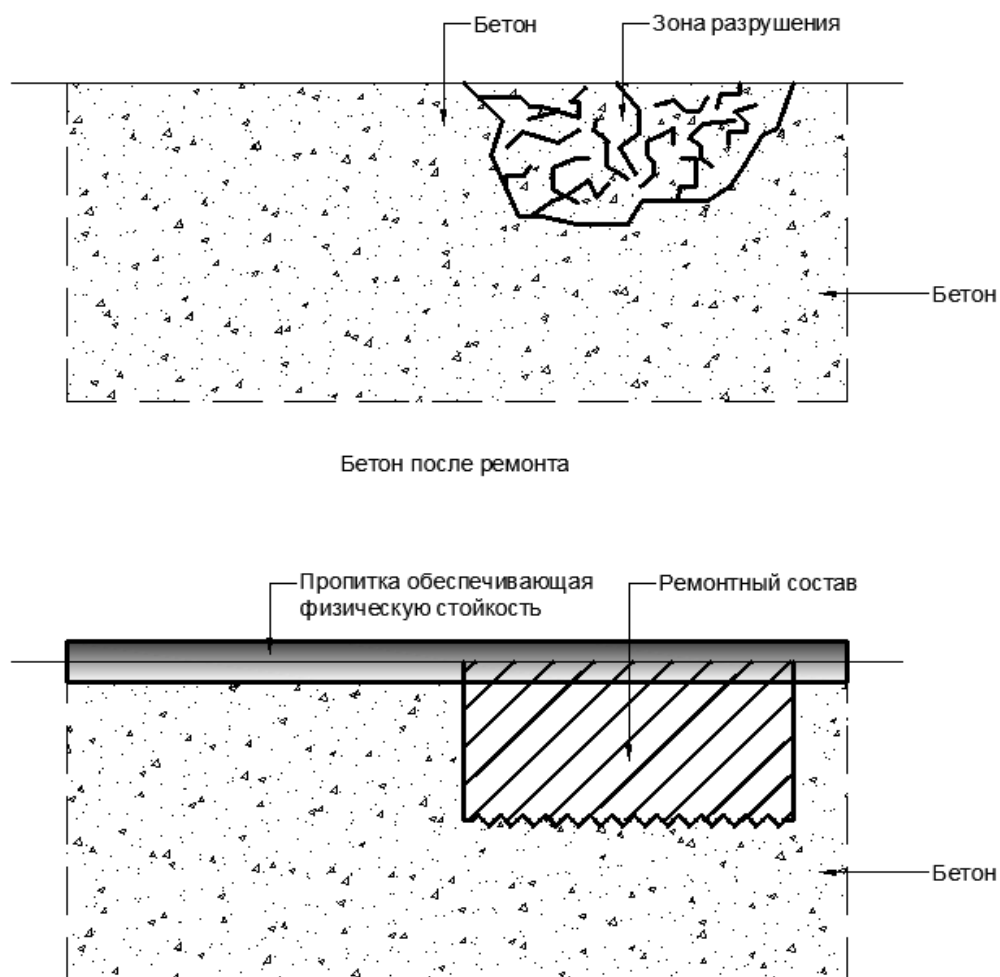 Бетон
Зона разрушения
Бетон
Бетон после ремонта
Пропитка обеспечивающая
физическую стойкость
Ремонтный состав
Бетон